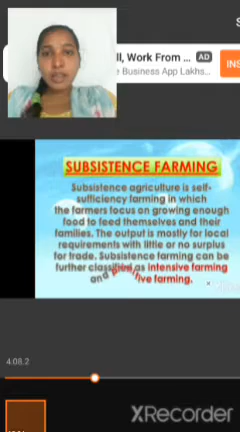 S
ll, Work From ... AD
e Business App Lakhs...
INS
SUBSISTENCE FARMING
Subsistence agriculture is self-
sufficiency farming in which
the farmers focus on growing enough
food to feed themselves and their
families. The output is mostly for local
requirements with little or no surplus
for trade. Subsistence farming can be
further classified as intensive farming
and primitive farming.
4.08.2
XRecorder